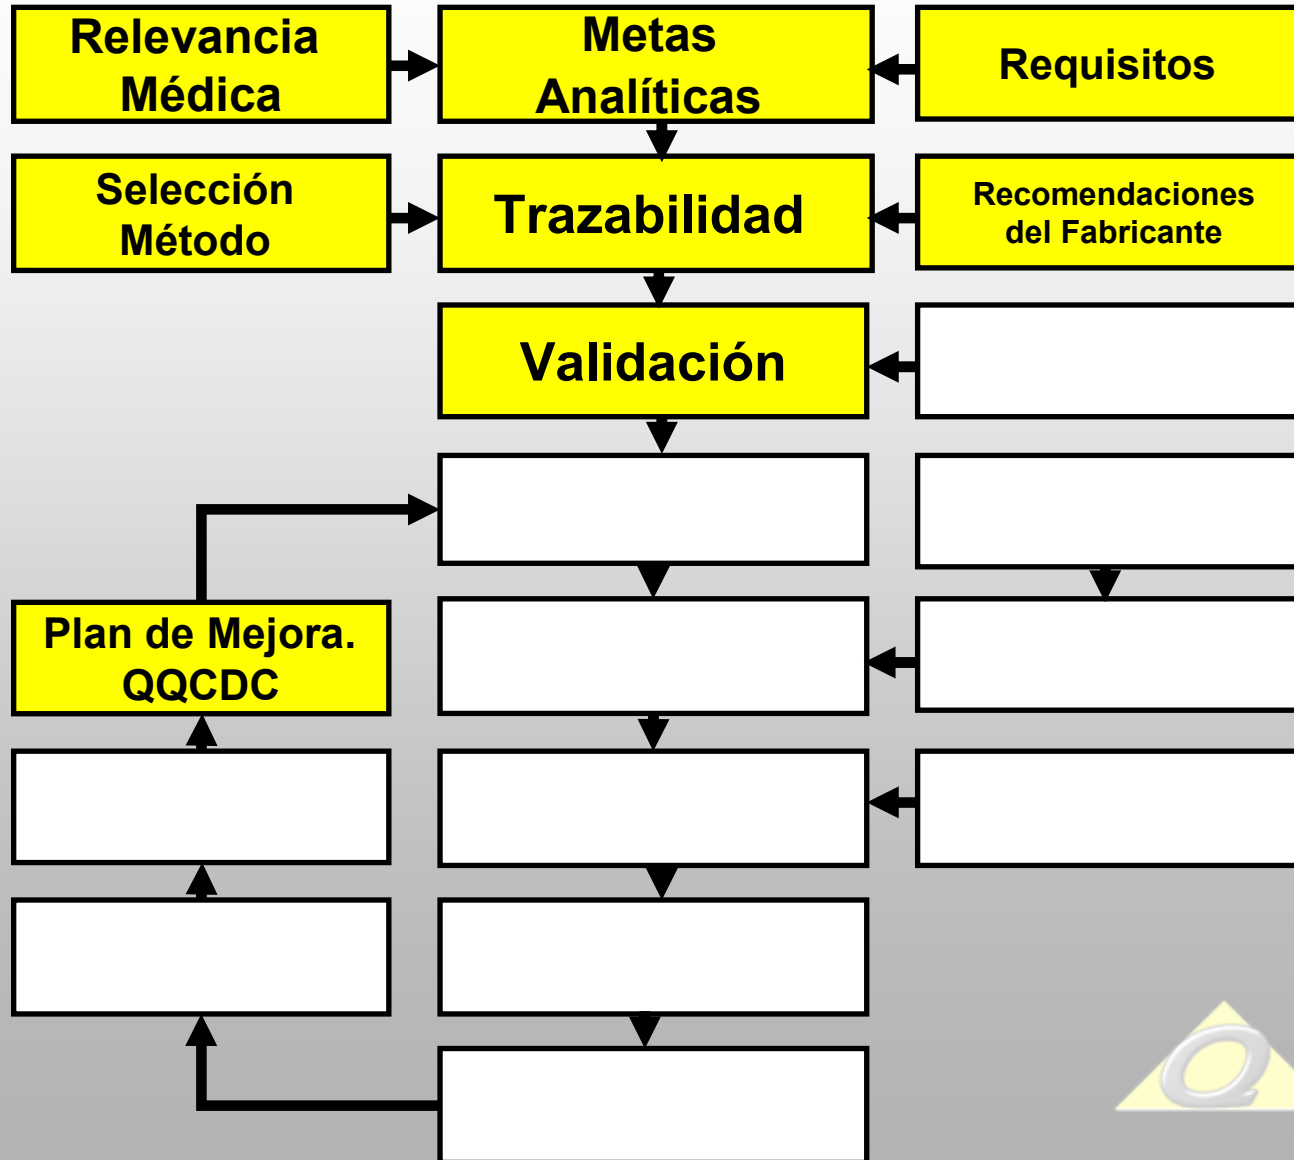 Relevancia
Médica
Metas
Analíticas
Requisitos
Selección
Método
Trazabilidad
Recomendaciones
del Fabricante
Validación
Plan de Mejora.
QQCDC
Q